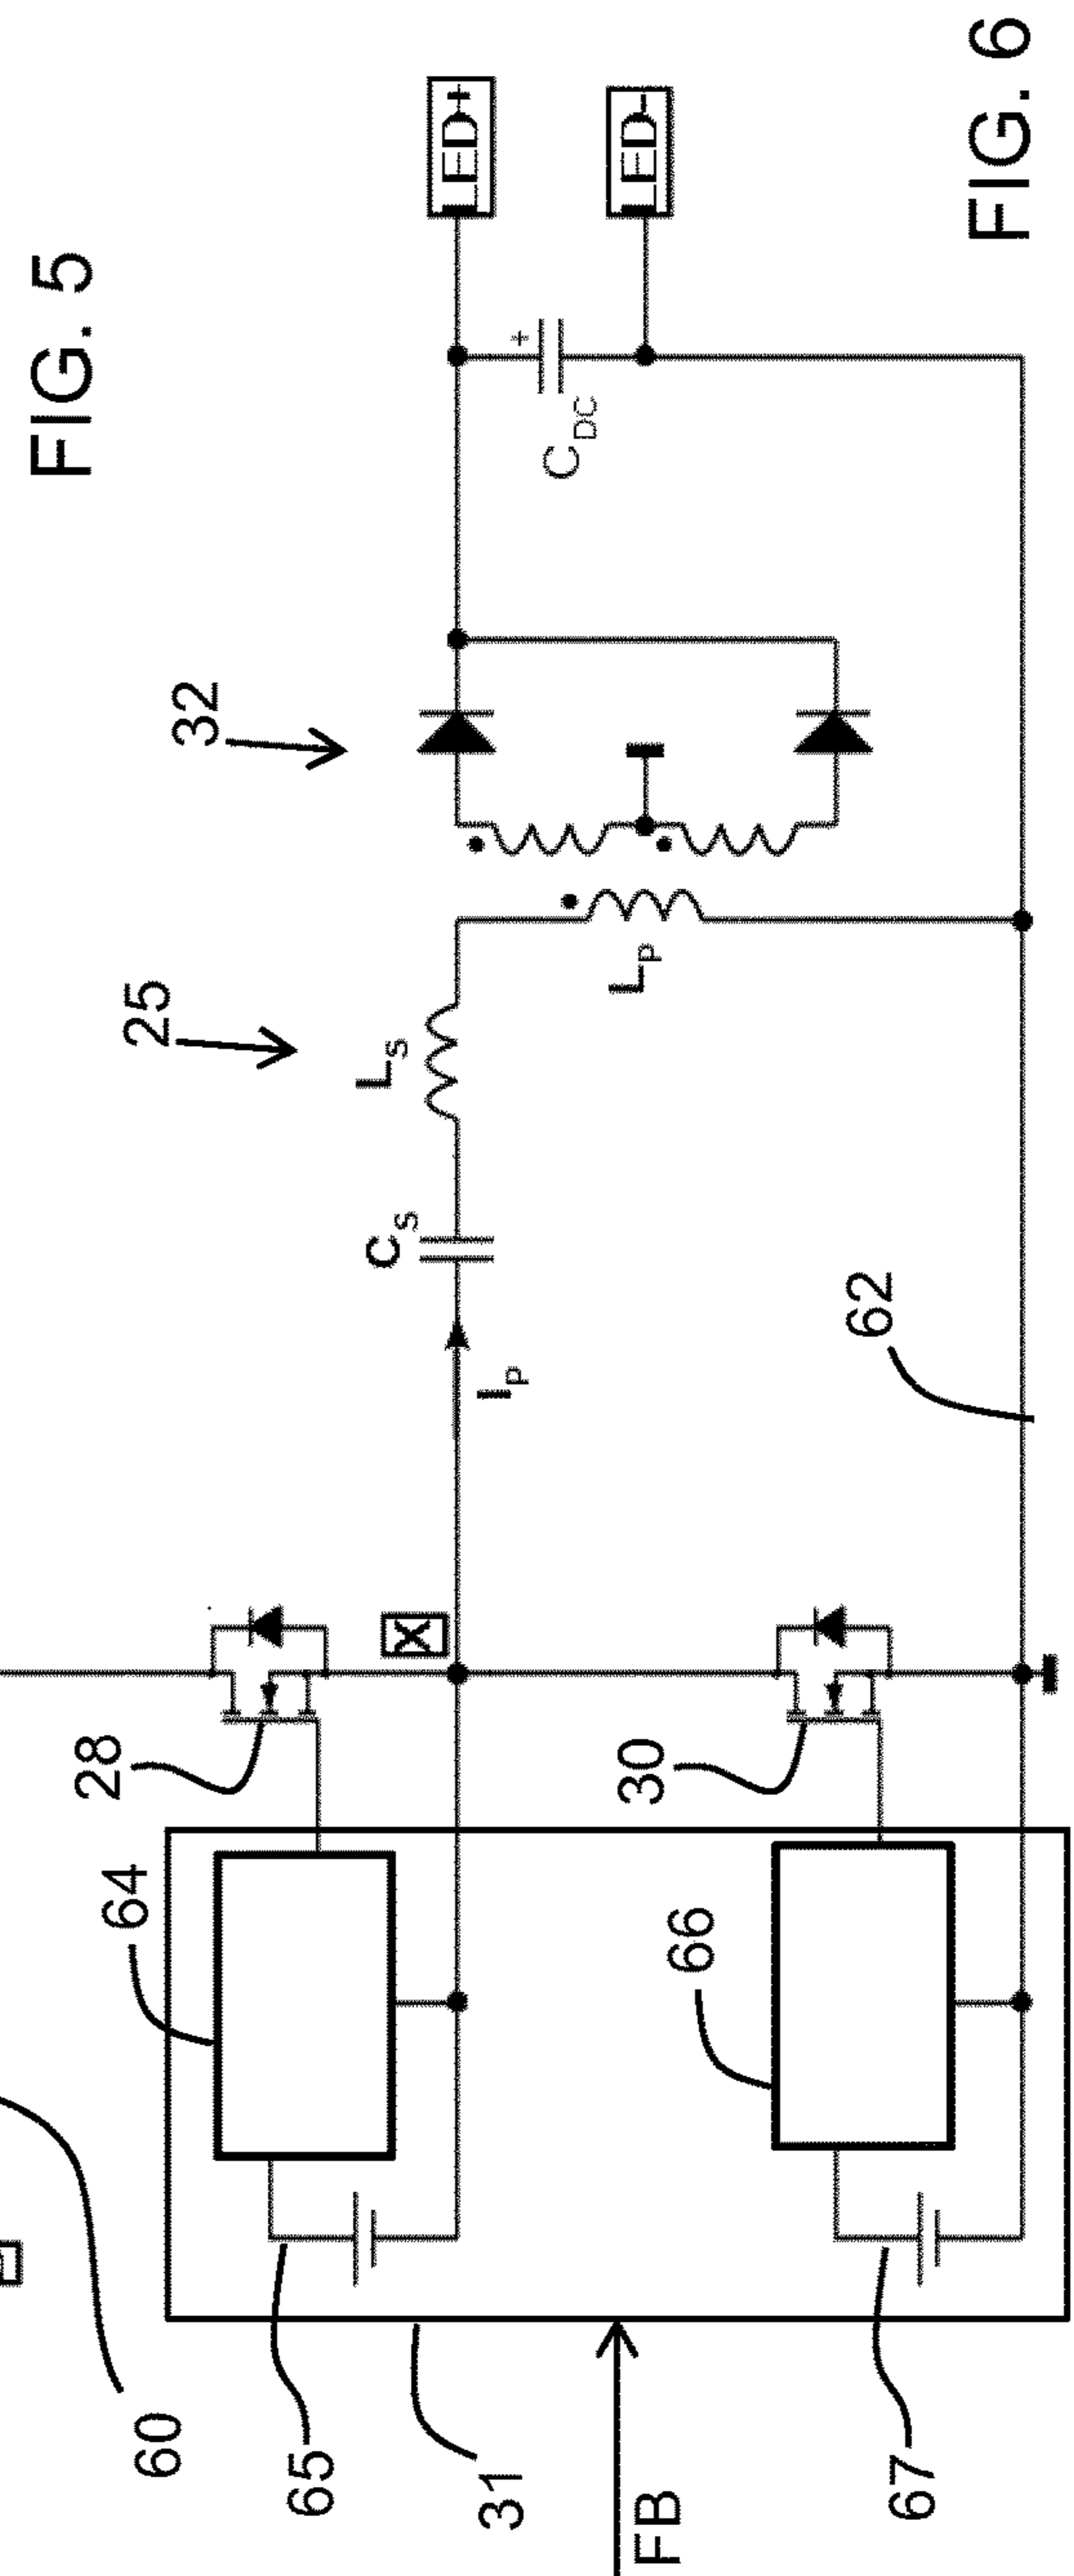 FIG. 5
60
64
28
25
32
65
C_S
L_S
LED+
X
I_P
31
C_DC
FB
66
30
L_P
LED-
67
62
FIG. 6